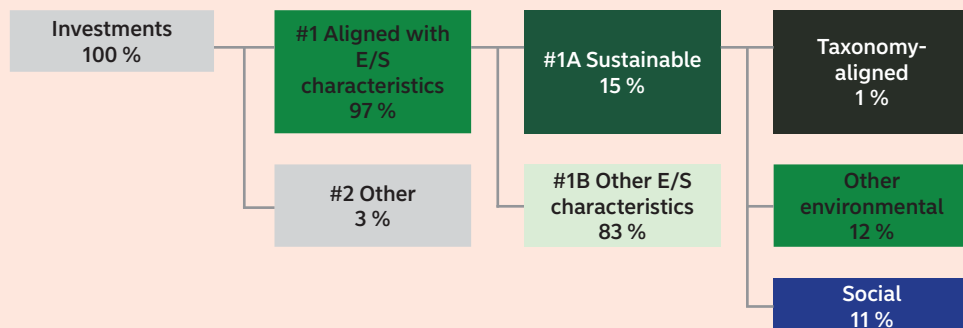 Investments
100 %
#1 Aligned with
E/S
characteristics
97 %
#1A Sustainable
15 %
Taxonomy-
aligned
1 %
#2 Other
3 %
#1B Other E/S
characteristics
83 %
Other
environmental
12 %
Social
11 %